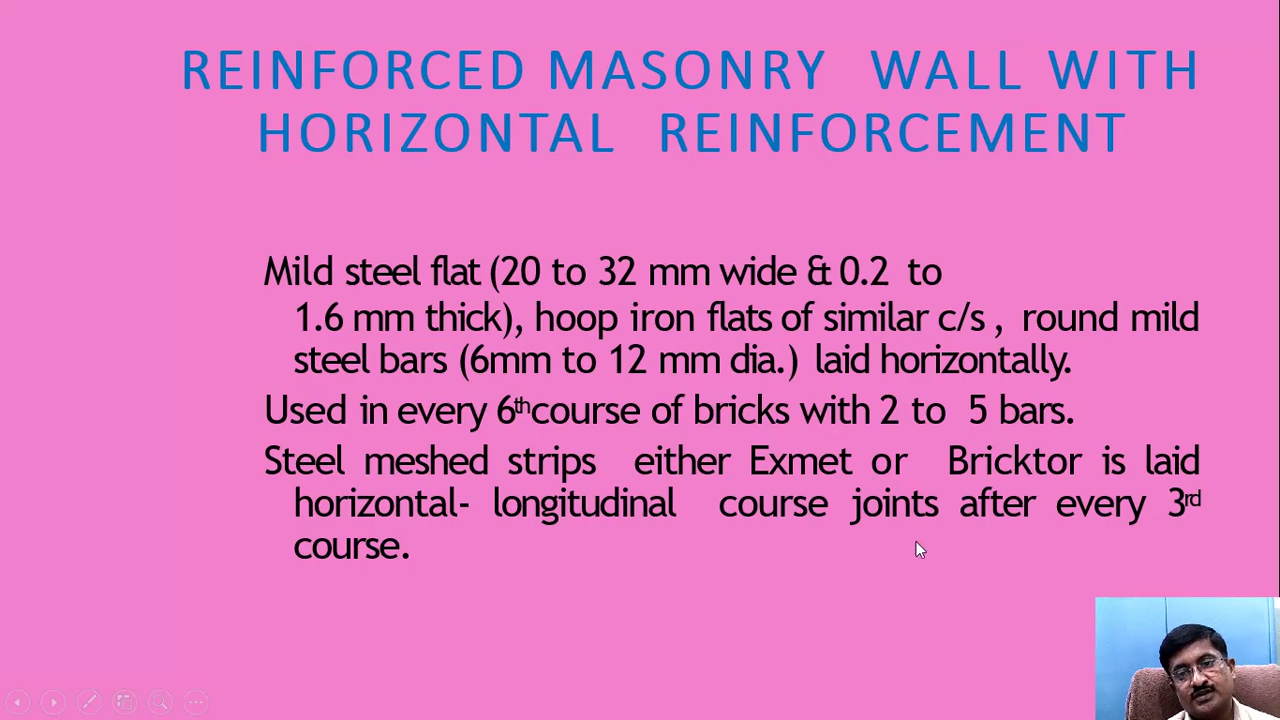 REINFORCED MASONRY WALL WITH
HORIZONTAL REINFORCEMENT
Mild steel flat (20 to 32 mm wide & 0.2 to
1.6 mm thick), hoop iron flats of similar c/s , round mild
steel bars (6mm to 12 mm dia.) laid horizontally.
Used in every 6th course of bricks with 2 to 5 bars.
Steel meshed strips either Exmet or Bricktor is laid
horizontal- longitudinal course joints after every 3rd
course.